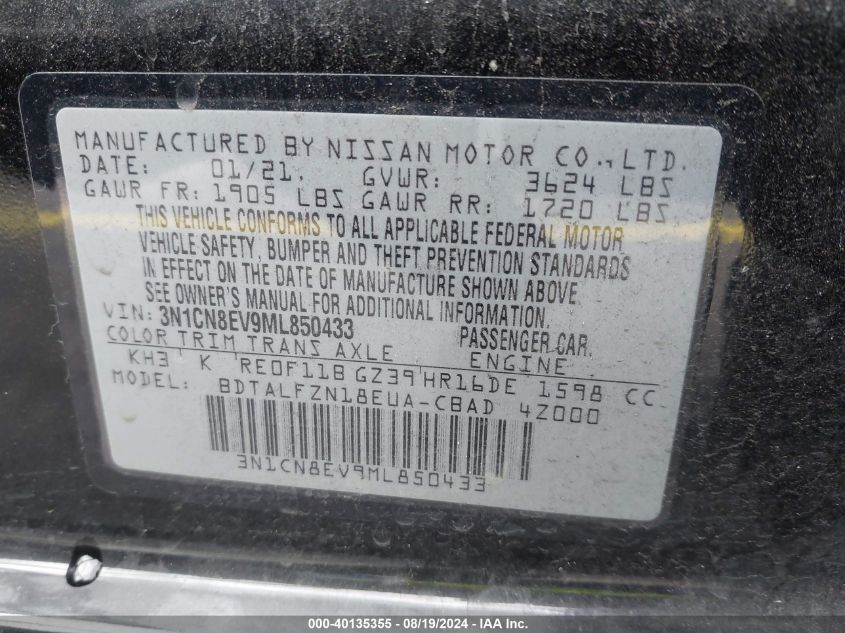 MANUFACTURED BY NISSAN MOTOR CO., LTD.
DATE: 01/21. GVWR: 3624 LBS
GAWR FR: 1905 LBS GAWR RR: 1720 LBS
THIS VEHICLE CONFORMS TO ALL APPLICABLE FEDERAL MOTOR
VEHICLE SAFETY, BUMPER AND THEFT PREVENTION STANDARDS
IN EFFECT ON THE DATE OF MANUFACTURE SHOWN ABOVE.
SEE OWNER'S MANUAL FOR ADDITIONAL INFORMATION.
VIN: 3N1CN8EV9ML850433 PASSENGER CAR.
COLOR TRIM TRANS AXLE ENGINE
KH3 K RE0F11B GZ39 HR16DE 1598 CC
MODEL: BDTALFZN18EUA-CBAD 4Z000
3N1CN8EV9ML850433
000-40135355 - 08/19/2024 - IAA, Inc.